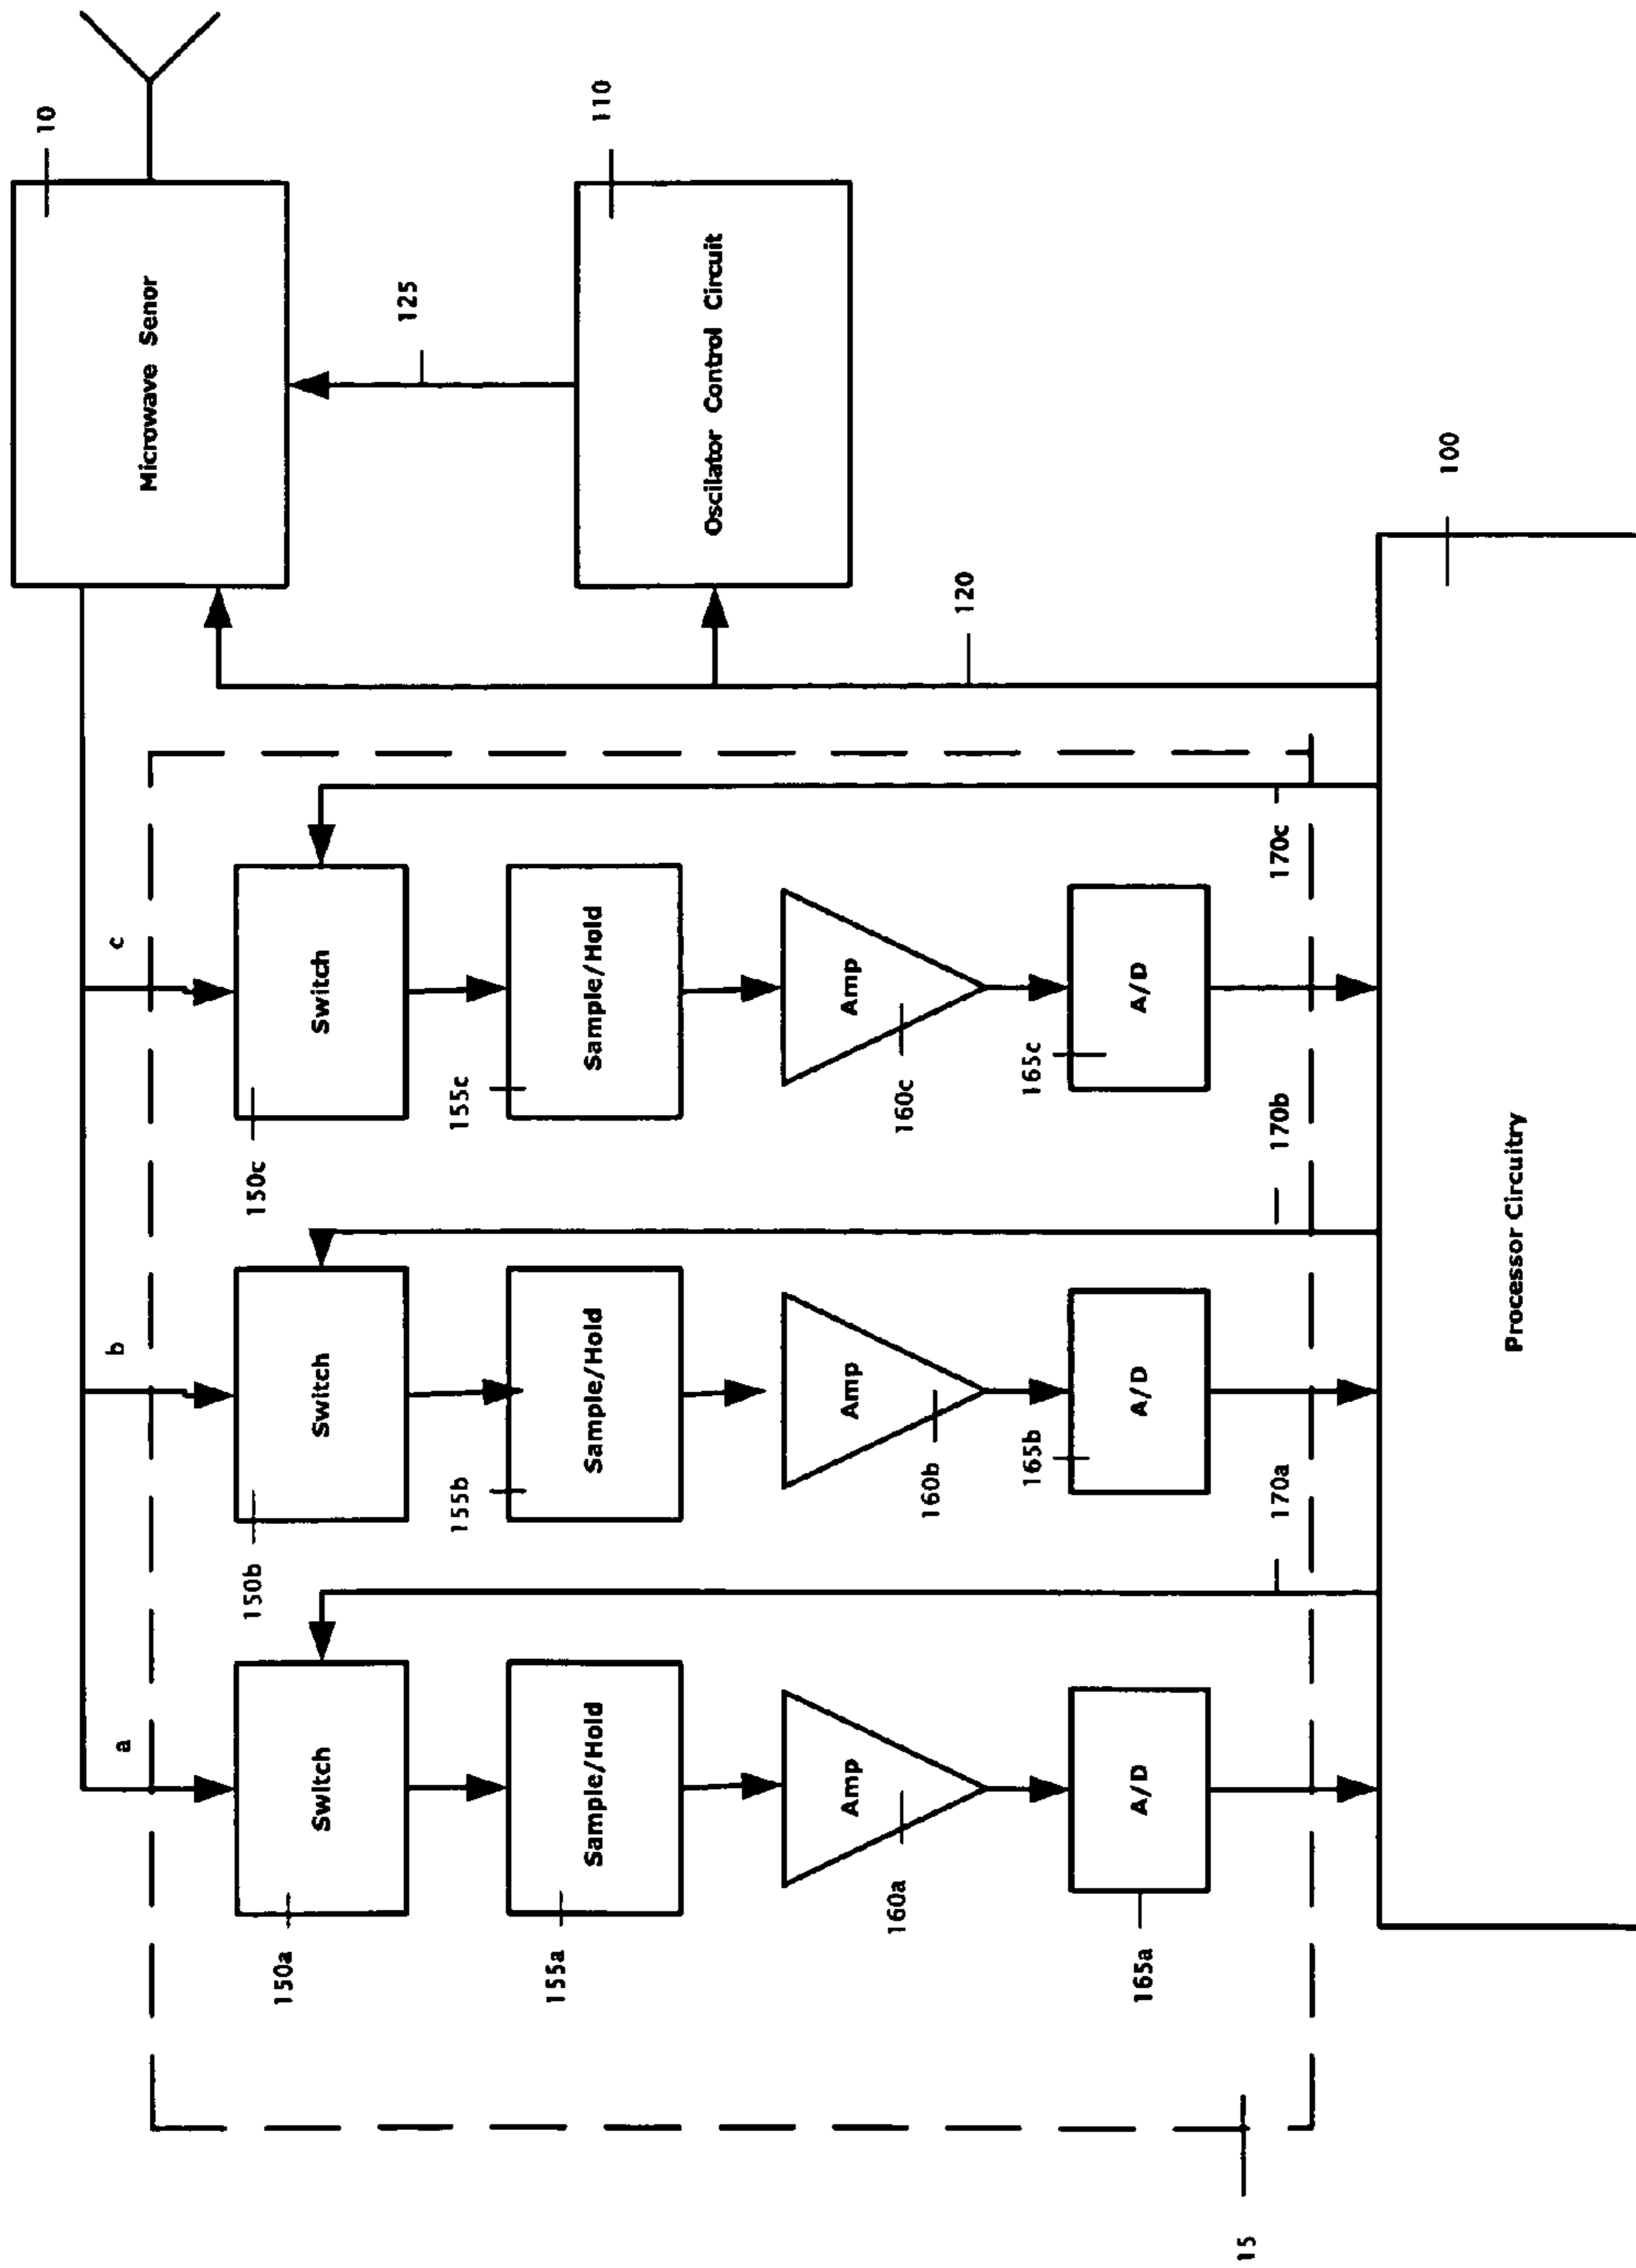 10
a
b
c
Microwave Senor
150a
150b
150c
Switch
Switch
Switch
125
155a
155b
155c
Sample/Hold
Sample/Hold
Sample/Hold
110
Oscilator Control Circuit
Amp
Amp
Amp
160a
160b
160c
120
165a
165b
165c
A/D
A/D
A/D
15
170a
170b
170c
100
Processor Circuitry